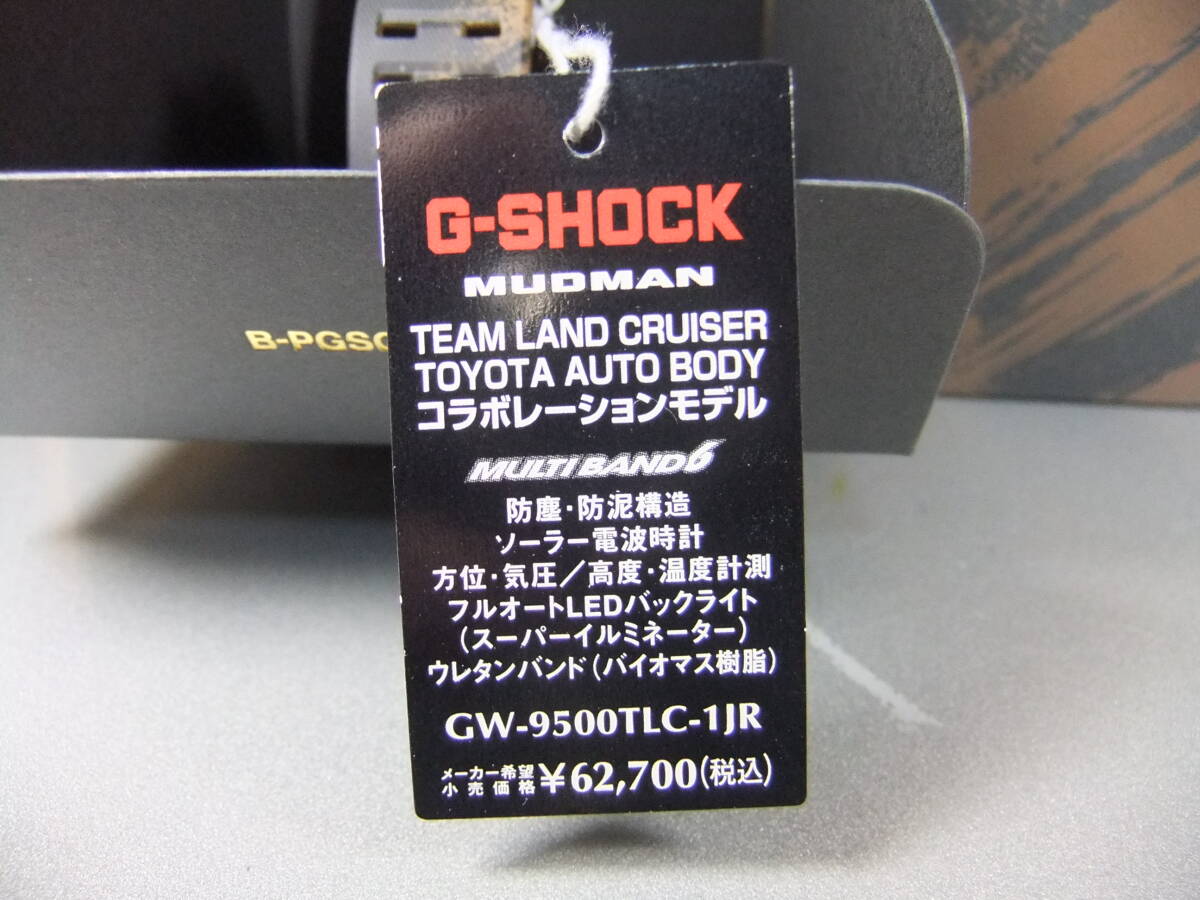 G-SHOCK
MUDMAN
TEAM LAND CRUISER
TOYOTA AUTO BODY
コラボレーションモデル
MULTIBAND6
防塵・防泥構造
ソーラー電波時計
方位・気圧／高度・温度計測
フルオートLEDバックライト
(スーパーイルミネーター)
ウレタンバンド(バイオマス樹脂)
GW-9500TLC-1JR
メーカー希望
小売価格 ¥62,700(税込)